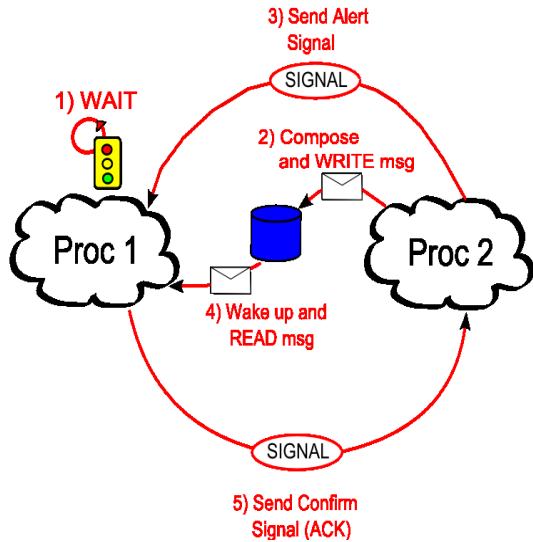 3) Send Alert
Signal
SIGNAL
1) WAIT
2) Compose
and WRITE msg
Proc 1
Proc 2
4) Wake up and
READ msg
SIGNAL
5) Send Confirm
Signal (ACK)